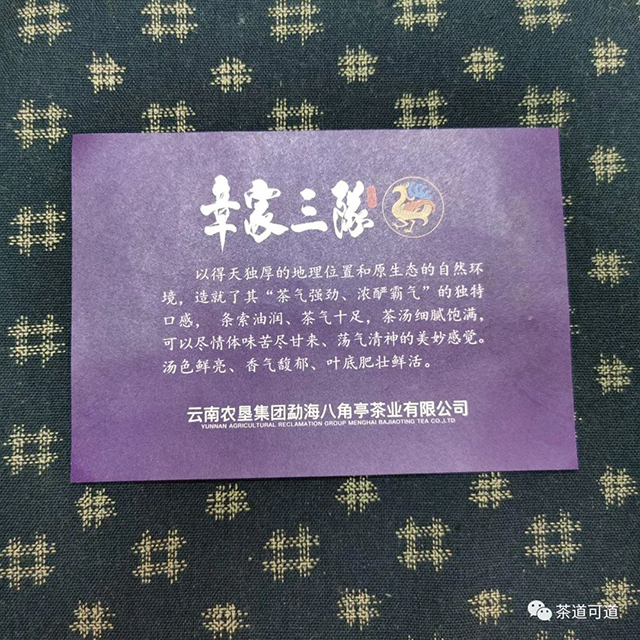 章家三队
以得天独厚的地理位置和原生态的自然环
境，造就了其“茶气强劲、浓酽霸气”的独特
口感， 条索油润、茶气十足，茶汤细腻饱满，
可以尽情体味苦尽甘来、荡气清神的美妙感觉。
汤色鲜亮、香气馥郁、叶底肥壮鲜活。
云南农垦集团勐海八角亭茶业有限公司
YUNNAN AGRICULTURAL RECLAMATION GROUP MENGHAI BAJIAOTING TEA CO.,LTD
茶道可道